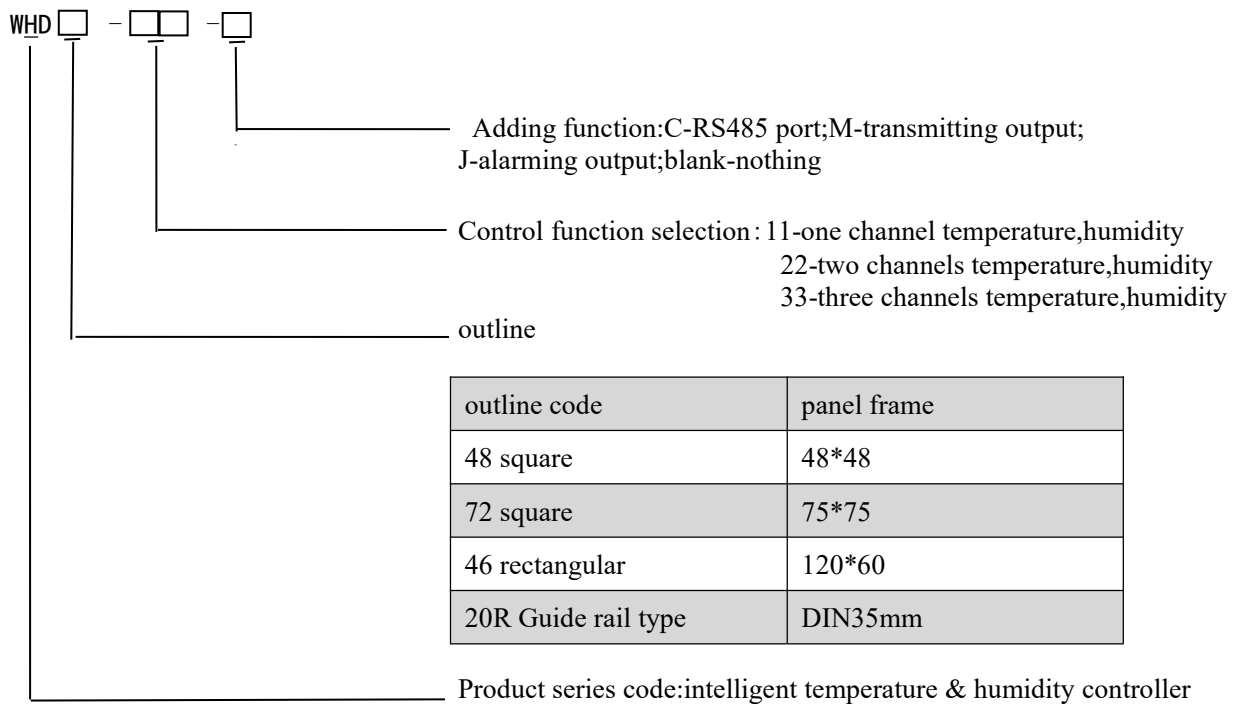 WHD□ -□□ -□
Adding function:C-RS485 port;M-transmitting output;
J-alarming output;blank-nothing
Control function selection：11-one channel temperature,humidity
22-two channels temperature,humidity
33-three channels temperature,humidity
outline
outline code panel frame
48 square 48*48
72 square 75*75
46 rectangular 120*60
20R Guide rail type DIN35mm
Product series code:intelligent temperature & humidity controller